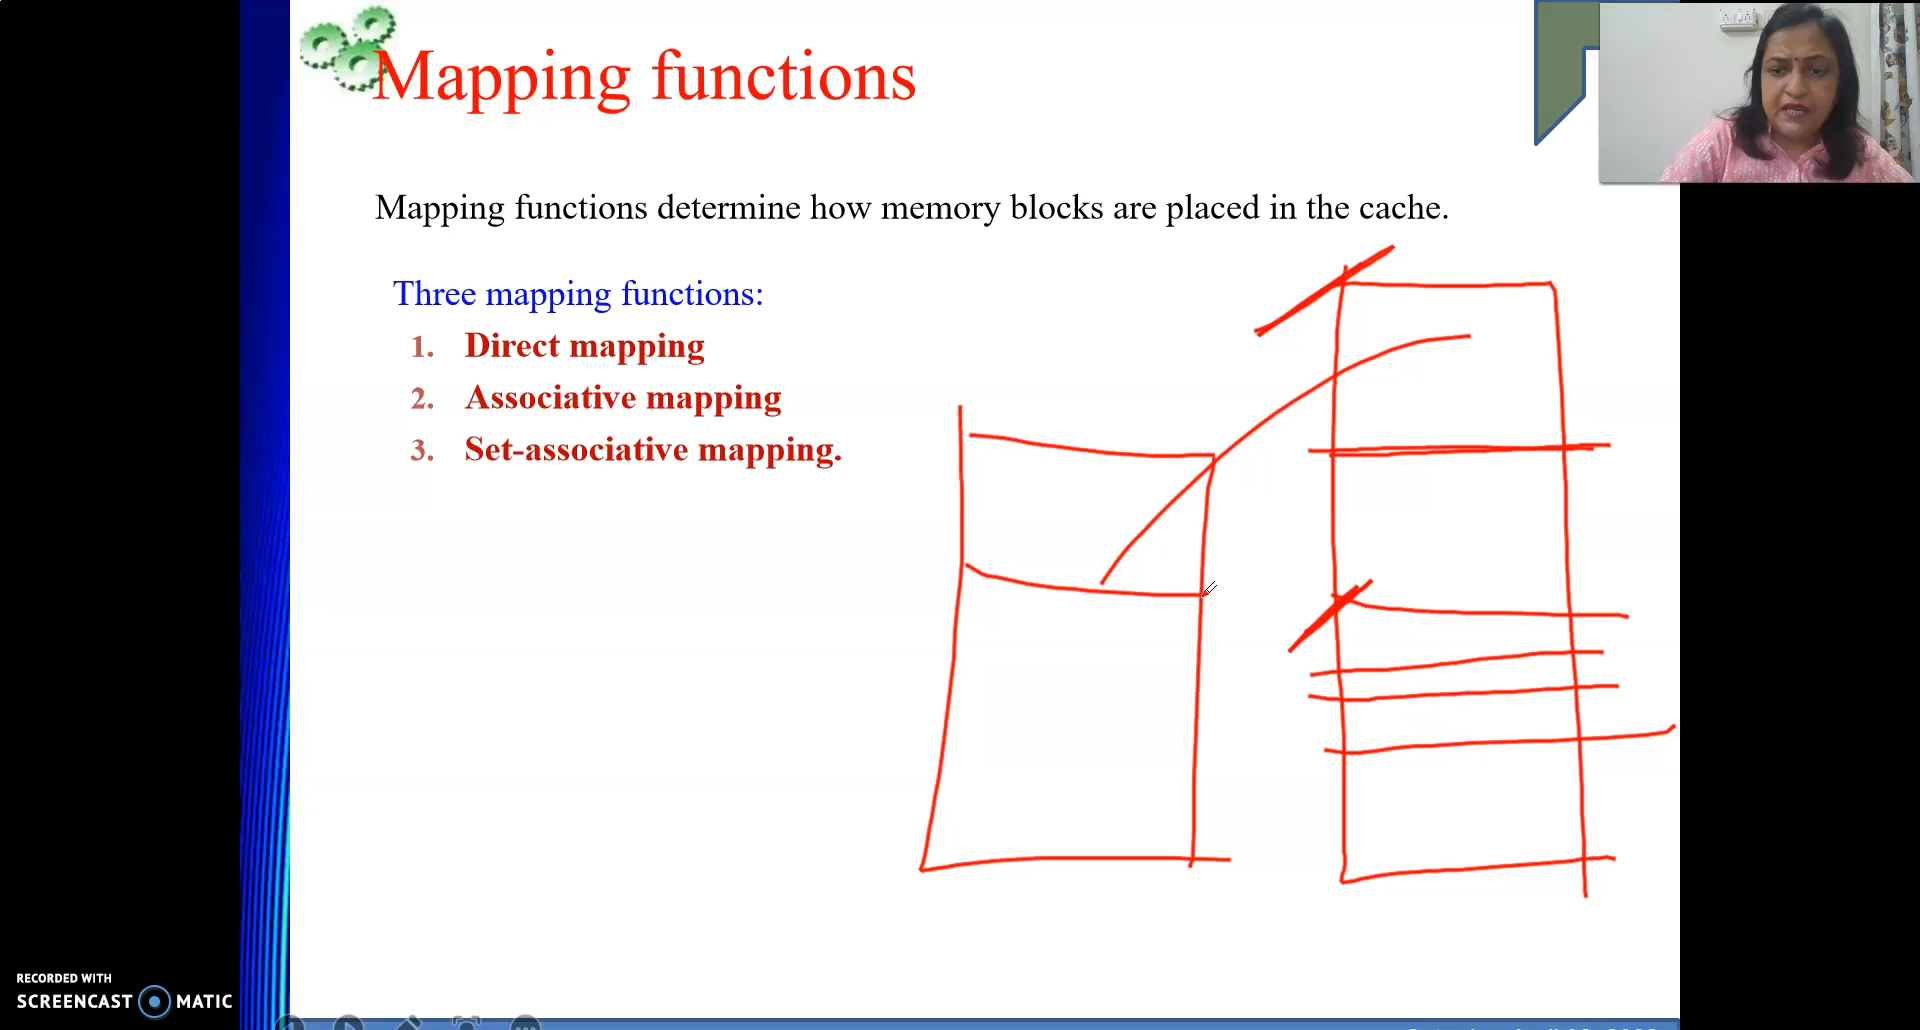 Mapping functions
Mapping functions determine how memory blocks are placed in the cache.
Three mapping functions:
1. Direct mapping
2. Associative mapping
3. Set-associative mapping.
RECORDED WITH
SCREENCAST MATIC